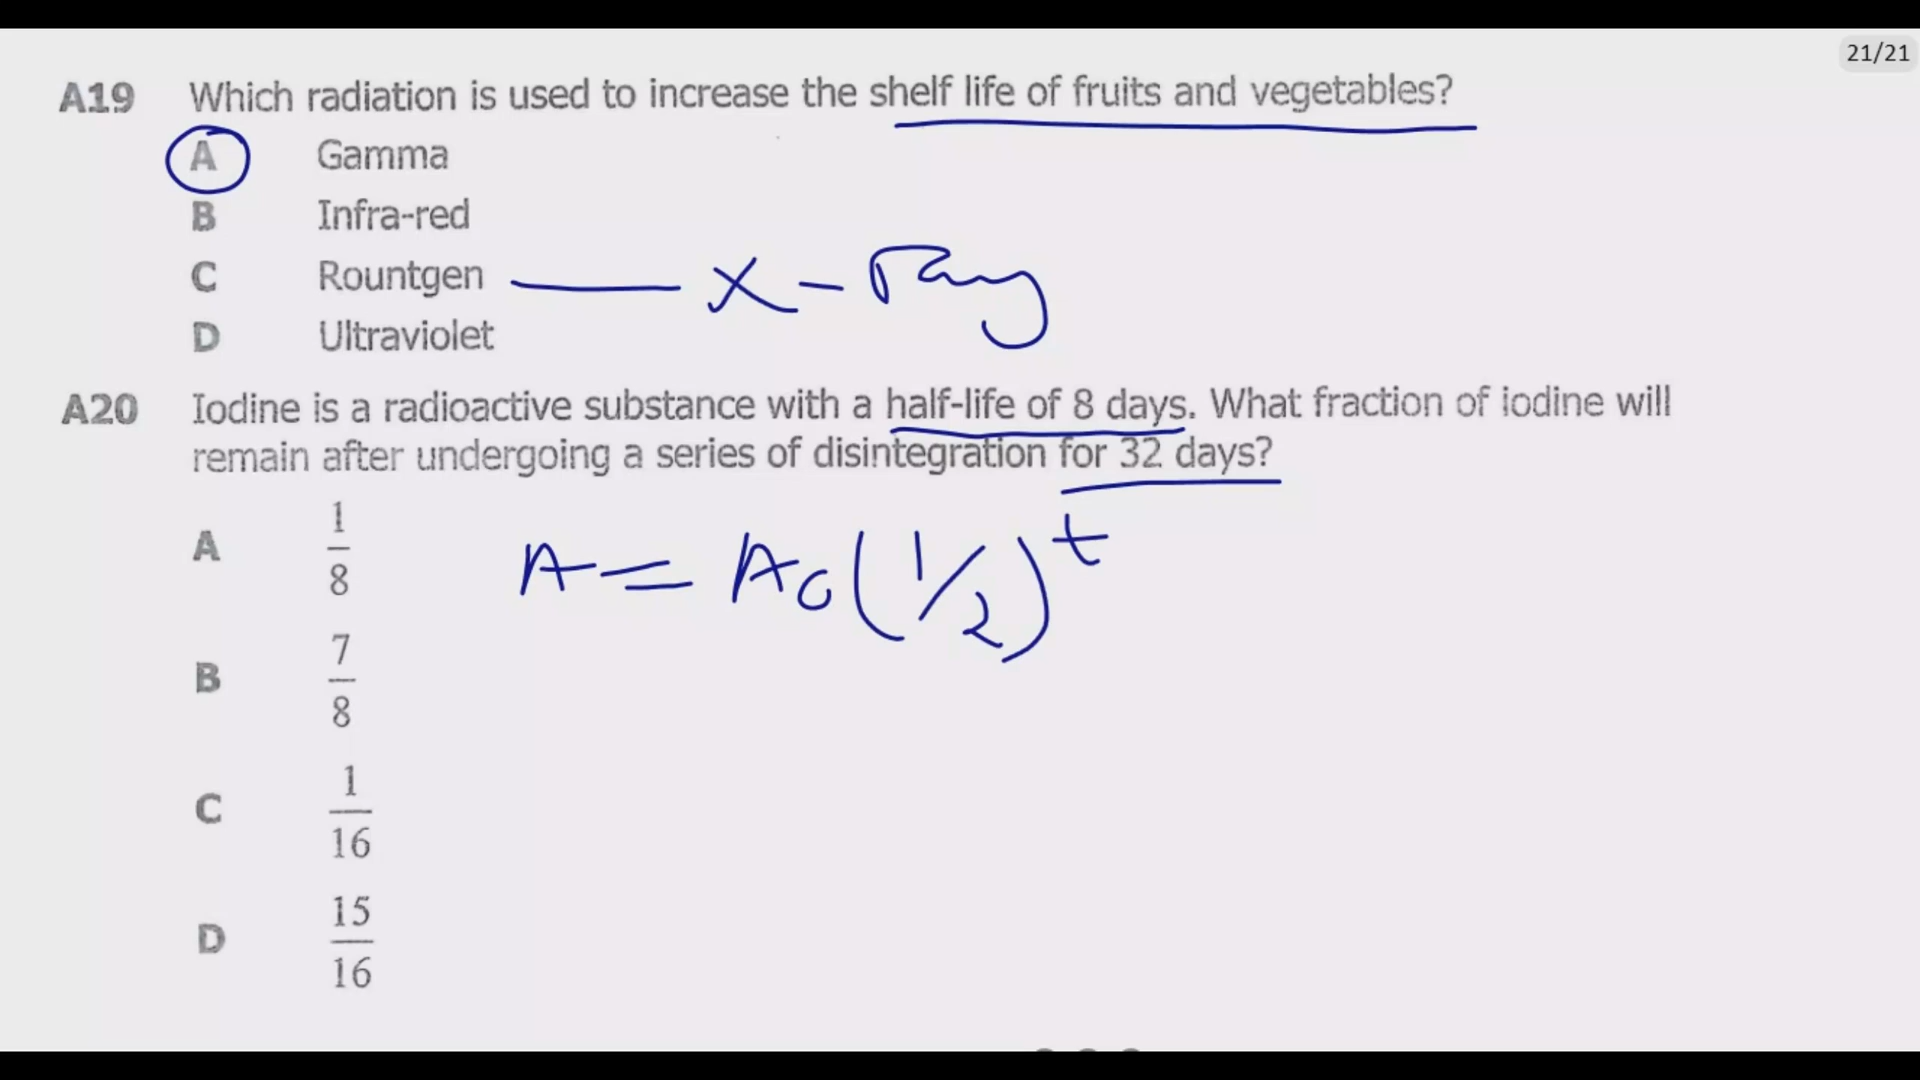 21/21
A19 Which radiation is used to increase the shelf life of fruits and vegetables?
A Gamma
B Infra-red
C Rountgen — X-ray
D Ultraviolet
A20 Iodine is a radioactive substance with a half-life of 8 days. What fraction of iodine will
remain after undergoing a series of disintegration for 32 days?
A 1/8
A = A₀(1/2)^t
B 7/8
C 1/16
D 15/16